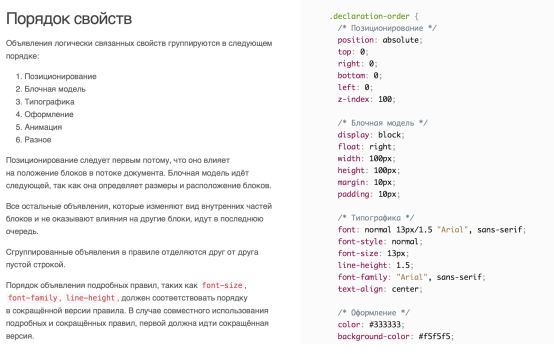 Порядок свойств
Объявления логически связанных свойств группируются в следующем
порядке:
1. Позиционирование
2. Блочная модель
3. Типографика
4. Оформление
5. Анимация
6. Разное
Позиционирование следует первым потому, что оно влияет
на положение блоков в потоке документа. Блочная модель идёт
следующей, так как она определяет размеры и расположение блоков.
Все остальные объявления, которые изменяют вид внутренних частей
блоков и не оказывают влияния на другие блоки, идут в последнюю
очередь.
Сгруппированные объявления в правиле отделяются друг от друга
пустой строкой.
Порядок объявления подробных правил, таких как font-size,
font-family, line-height, должен соответствовать порядку
в сокращённой версии правила. В случае совместного использования
подробных и сокращённых правил, первой должна идти сокращённая
версия.
.declaration-order {
/* Позиционирование */
position: absolute;
top: 0;
right: 0;
bottom: 0;
left: 0;
z-index: 100;
/* Блочная модель */
display: block;
float: right;
width: 100px;
height: 100px;
margin: 10px;
padding: 10px;
/* Типографика */
font: normal 13px/1.5 "Arial", sans-serif;
font-style: normal;
font-size: 13px;
line-height: 1.5;
font-family: "Arial", sans-serif;
text-align: center;
/* Оформление */
color: #333333;
background-color: #f5f5f5;